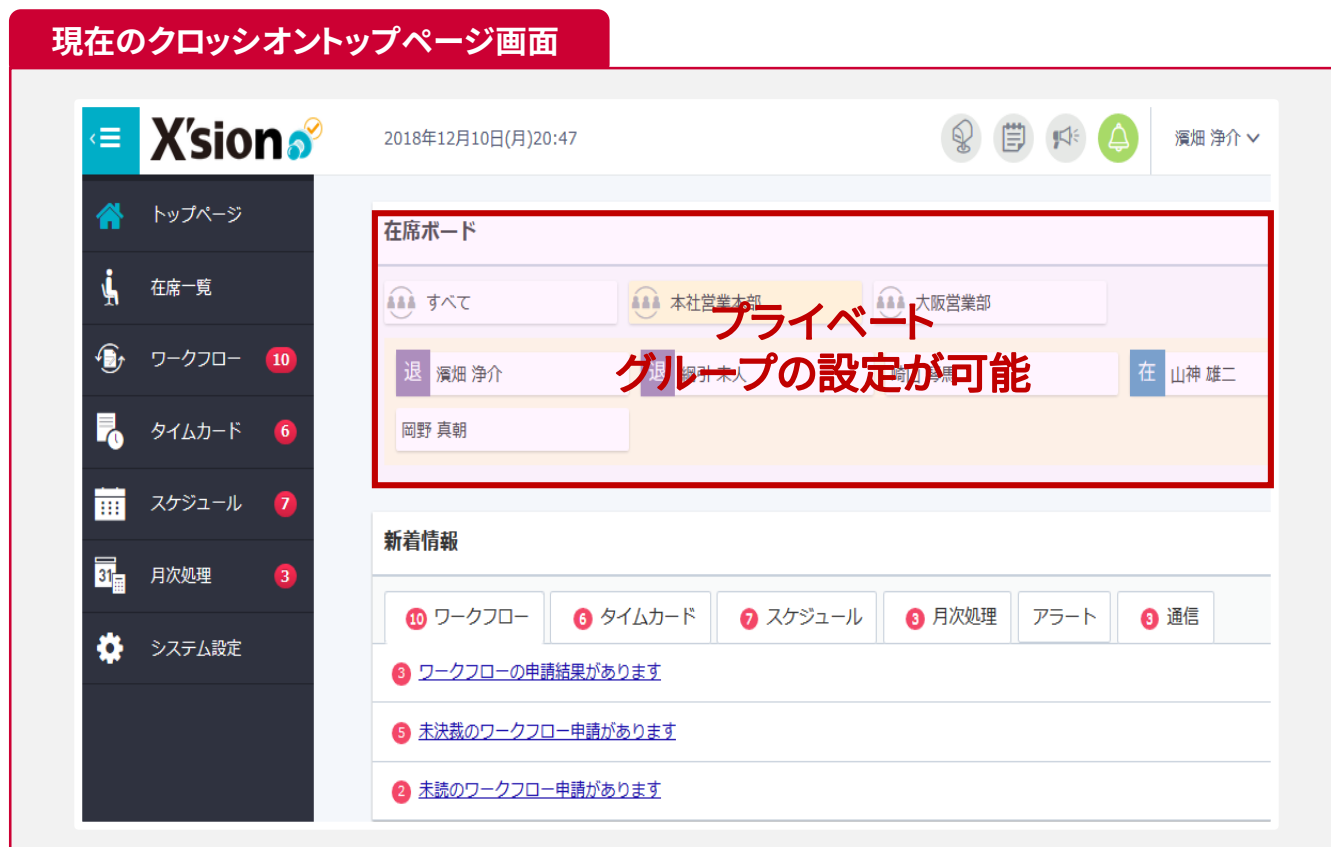 現在のクロッシオントップページ画面
X'sion
2018年12月10日(月)20:47
濱畑 浄介
トップページ
在席一覧
ワークフロー 10
タイムカード 6
スケジュール 7
31 月次処理 3
システム設定
在席ボード
すべて 本社営業本部 大阪営業部
プライベート
グループの設定が可能
退 濱畑 浄介 退 在 山神 雄二
岡野 真朝
新着情報
10 ワークフロー 6 タイムカード 7 スケジュール 3 月次処理 アラート 3 通信
3 ワークフローの申請結果があります
5 未決裁のワークフロー申請があります
2 未読のワークフロー申請があります